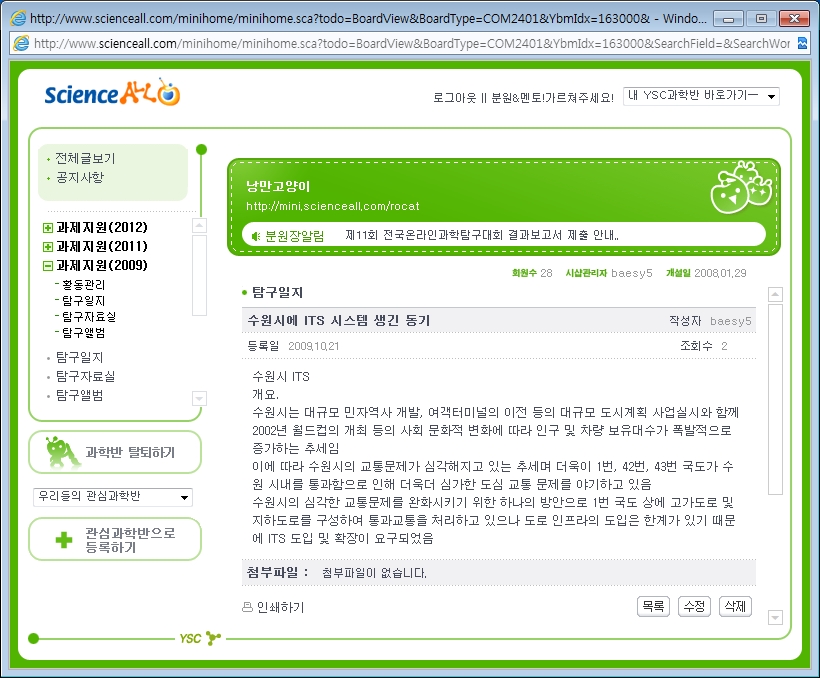 http://www.scienceall.com/minihome/minihome.sca?todo=BoardView&BoardType=COM2401&YbmIdx=163000& - Windo...
http://www.scienceall.com/minihome/minihome.sca?todo=BoardView&BoardType=COM2401&YbmIdx=163000&SearchField=&SearchWor
Science ALL
로그아웃 || 분원&멘토!가르쳐주세요!
내 YSC과학반 바로가기--
전체글보기
공지사항
과제지원(2012)
과제지원(2011)
과제지원(2009)
활동관리
탐구일지
탐구자료실
탐구앨범
탐구일지
탐구자료실
탐구앨범
과학반 탈퇴하기
우리들의 관심과학반
관심과학반으로
등록하기
낭만고양이
http://mini.scienceall.com/rocat
분원장알림 제11회 전국온라인과학탐구대회 결과보고서 제출 안내..
회원수 28 시샵관리자 baesy5 개설일 2008.01.29
탐구일지
수원시에 ITS 시스템 생긴 동기 작성자 baesy5
등록일 2009.10.21 조회수 2
수원시 ITS
개요.
수원시는 대규모 민자역사 개발, 여객터미널의 이전 등의 대규모 도시계획 사업실시와 함께
2002년 월드컵의 개최 등의 사회 문화적 변화에 따라 인구 및 차량 보유대수가 폭발적으로
증가하는 추세임
이에 따라 수원시의 교통문제가 심각해지고 있는 추세며 더욱이 1번, 42번, 43번 국도가 수
원 시내를 통과함으로 인해 더욱더 심가한 도심 교통 문제를 야기하고 있음
수원시의 심각한 교통문제를 완화시키기 위한 하나의 방안으로 1번 국도 상에 고가도로 및
지하도로를 구성하여 통과교통을 처리하고 있으나 도로 인프라의 도입은 한계가 있기 때문
에 ITS 도입 및 확장이 요구되었음
첨부파일 : 첨부파일이 없습니다.
인쇄하기
목록 수정 삭제
YSC